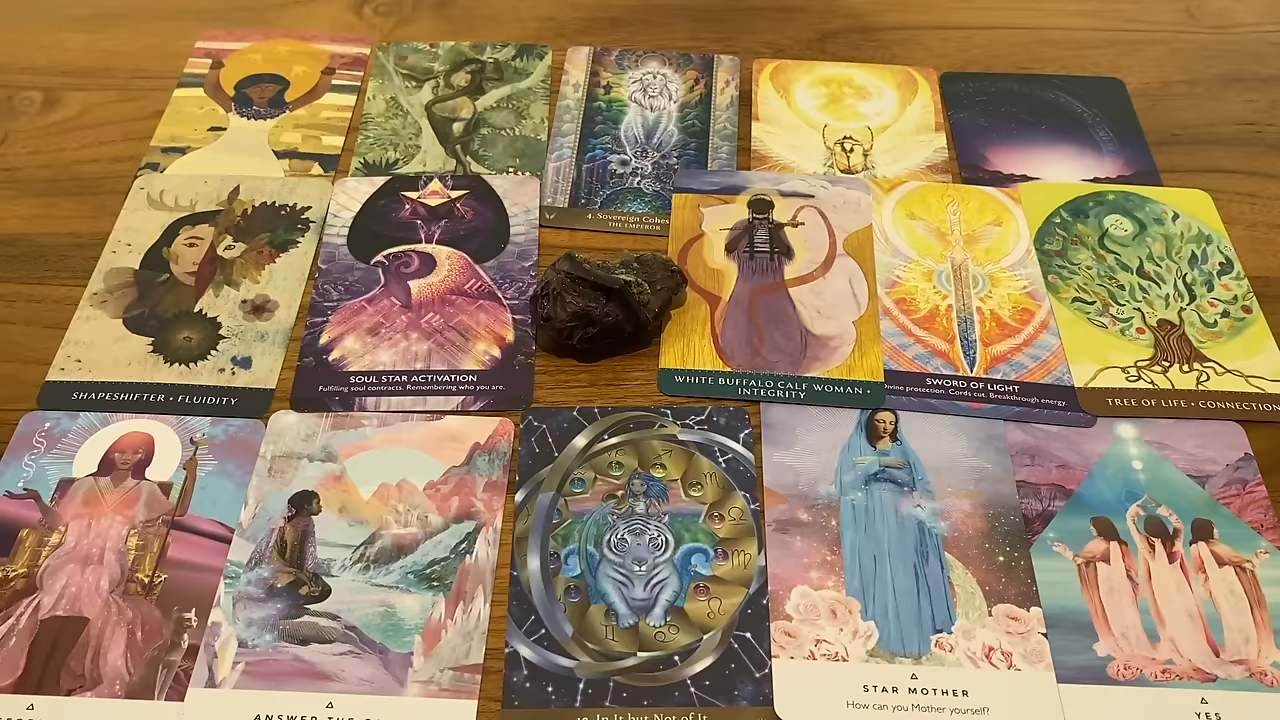 4. Sovereign
THE EMPEROR
SHAPESHIFTER • FLUIDITY
SOUL STAR ACTIVATION
Fulfilling soul contracts. Remembering who you are.
WHITE BUFFALO CALF WOMAN •
INTEGRITY
SWORD OF LIGHT
Divine protection. Cords cut. Breakthrough energy.
TREE OF LIFE • CONNECTION
ANSWER THE
In It but Not of It
STAR MOTHER
How can you Mother yourself?
YES